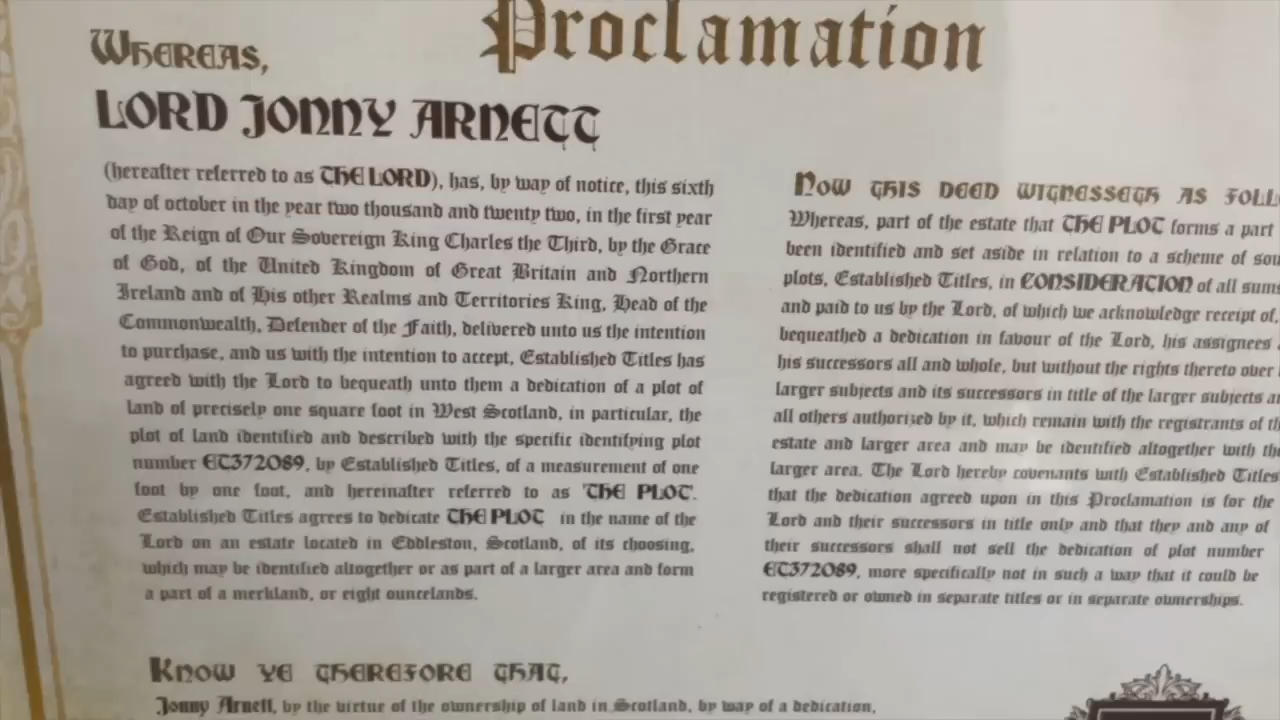 Proclamation
Whereas,
LORD JONNY ARNETT
(hereafter referred to as THE LORD), has, by way of notice, this sixth
day of october in the year two thousand and twenty two, in the first year
of the Reign of Our Sovereign King Charles the Third, by the Grace
of God, of the United Kingdom of Great Britain and Northern
Ireland and of His other Realms and Territories King, Head of the
Commonwealth, Defender of the Faith, delivered unto us the intention
to purchase, and us with the intention to accept, Established Titles has
agreed with the Lord to bequeath unto them a dedication of a plot of
land of precisely one square foot in West Scotland, in particular, the
plot of land identified and described with the specific identifying plot
number ET372089, by Established Titles, of a measurement of one
foot by one foot, and hereinafter referred to as 'THE PLOT'.
Established Titles agrees to dedicate THE PLOT in the name of the
Lord on an estate located in Eddleston, Scotland, of its choosing,
which may be identified altogether or as part of a larger area and form
a part of a merkland, or eight ouncelands.
Now this deed witnesseth as
Whereas, part of the estate that THE PLOT forms a part
been identified and set aside in relation to a scheme of
plots, Established Titles, in CONSIDERATION of all sums
and paid to us by the Lord, of which we acknowledge receipt of,
bequeathed a dedication in favour of the Lord, his assignees
his successors all and whole, but without the rights thereto over
larger subjects and its successors in title of the larger subjects
all others authorized by it, which remain with the registrants of
estate and larger area and may be identified altogether with
larger area. The Lord hereby covenants with Established Titles
that the dedication agreed upon in this Proclamation is for the
Lord and their successors in title only and that they and any of
their successors shall not sell the dedication of plot number
ET372089, more specifically not in such a way that it could be
registered or owned in separate titles or in separate ownerships.
Know ye therefore that,
Jonny Arnett, by the virtue of the ownership of land in Scotland, by way of a dedication,